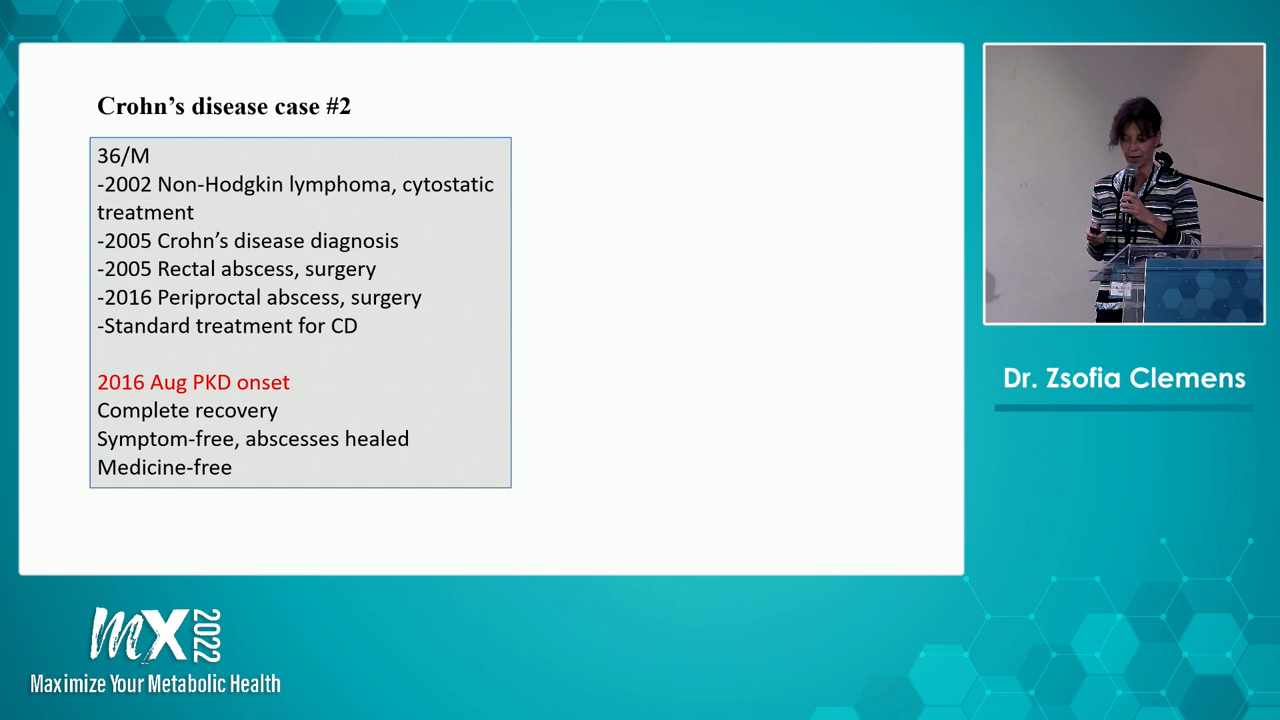 Crohn’s disease case #2
36/M
-2002 Non-Hodgkin lymphoma, cytostatic
treatment
-2005 Crohn’s disease diagnosis
-2005 Rectal abscess, surgery
-2016 Periproctal abscess, surgery
-Standard treatment for CD
2016 Aug PKD onset
Complete recovery
Symptom-free, abscesses healed
Medicine-free
Dr. Zsofia Clemens
mx 2022
Maximize Your Metabolic Health